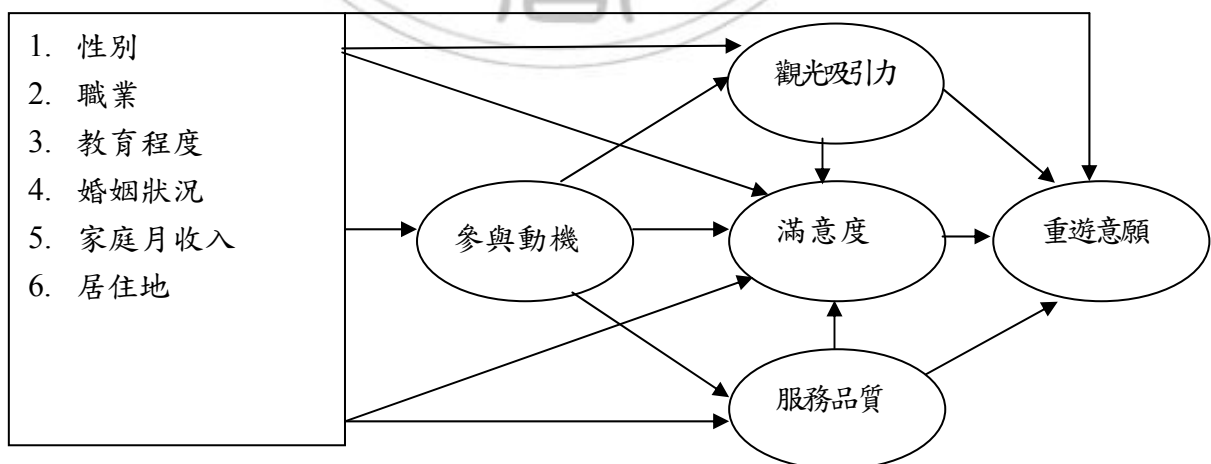 1. 性別
2. 職業
3. 教育程度
4. 婚姻狀況
5. 家庭月收入
6. 居住地
觀光吸引力
參與動機
滿意度
重遊意願
服務品質